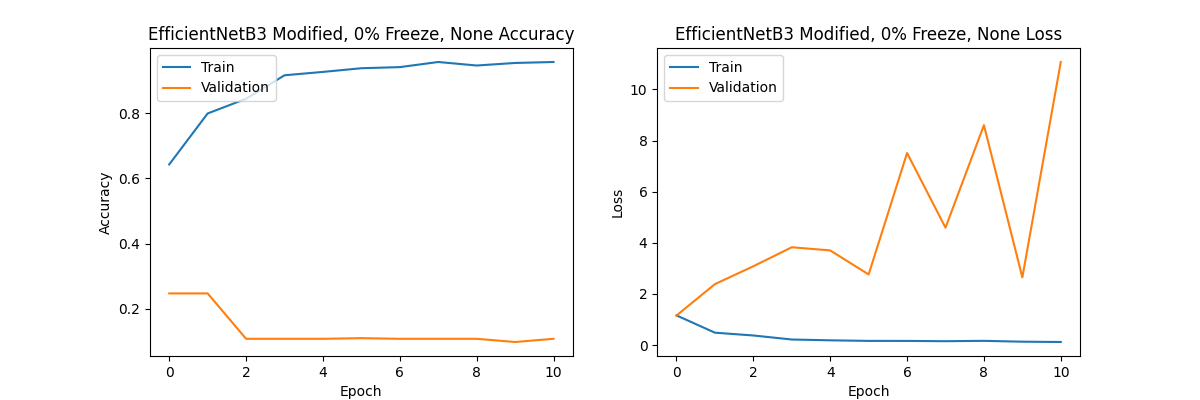 EfficientNetB3 Modified, 0% Freeze, None Accuracy
Train
Validation
0.8
0.6
0.4
0.2
Accuracy
0 2 4 6 8 10
Epoch
EfficientNetB3 Modified, 0% Freeze, None Loss
Train
Validation
10
8
6
4
2
0
Loss
0 2 4 6 8 10
Epoch